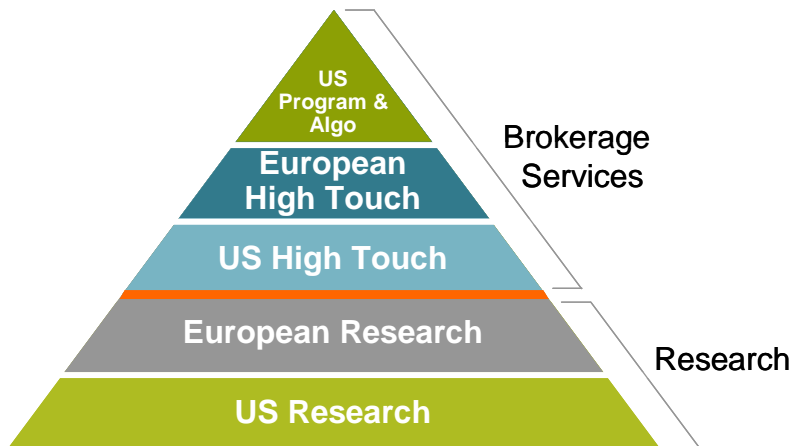 US
Program &
Algo
European
High Touch
US High Touch
European Research
US Research
Brokerage
Services
Research